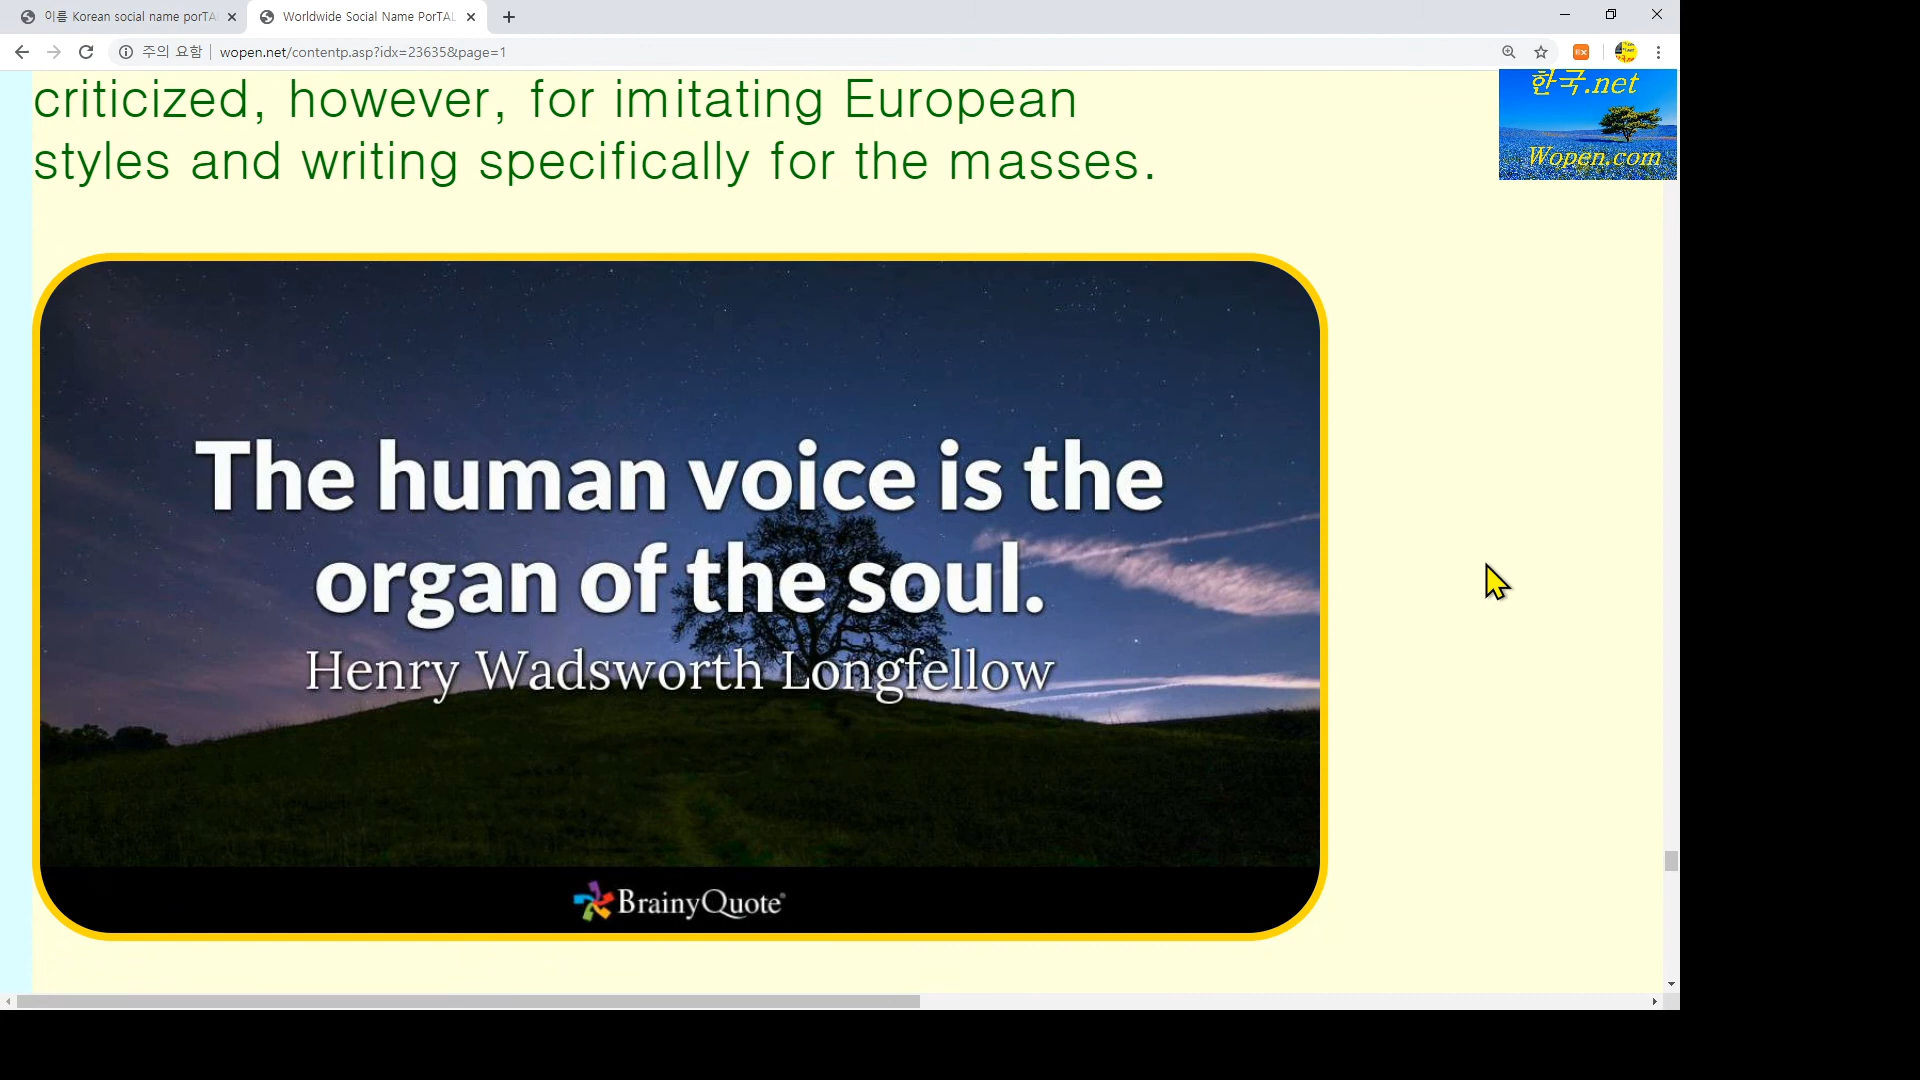 이름 Korean social name porTA
Worldwide Social Name PorTAL
주의 요함
wopen.net/contentp.asp?idx=23635&page=1
criticized, however, for imitating European
styles and writing specifically for the masses.
한국.net
Wopen.com
The human voice is the
organ of the soul.
Henry Wadsworth Longfellow
BrainyQuote®